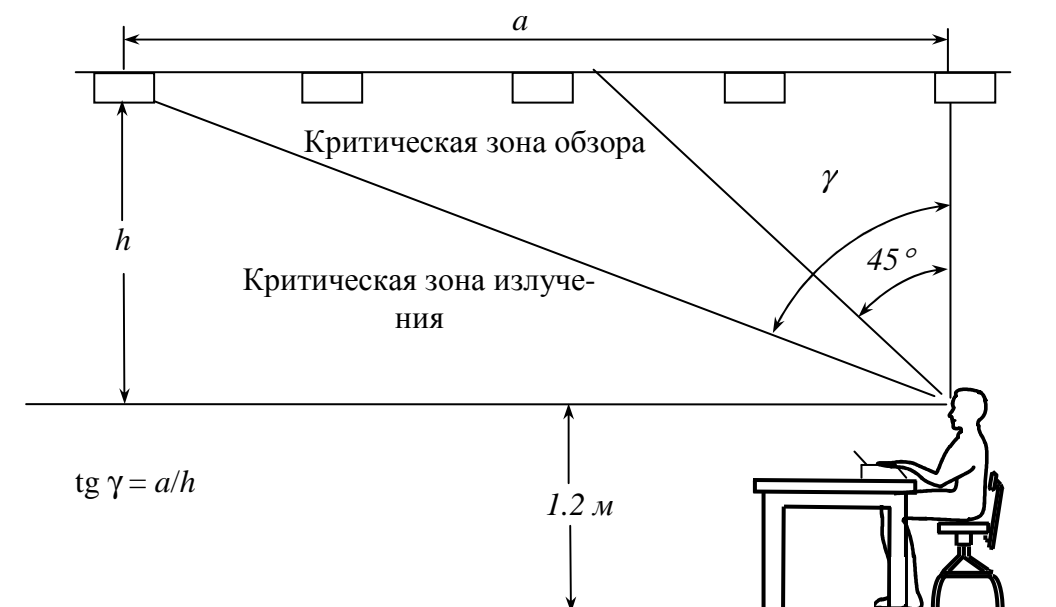 a
Критическая зона обзора
γ
h
45°
Критическая зона излуче-
ния
tg γ = a/h
1.2 м